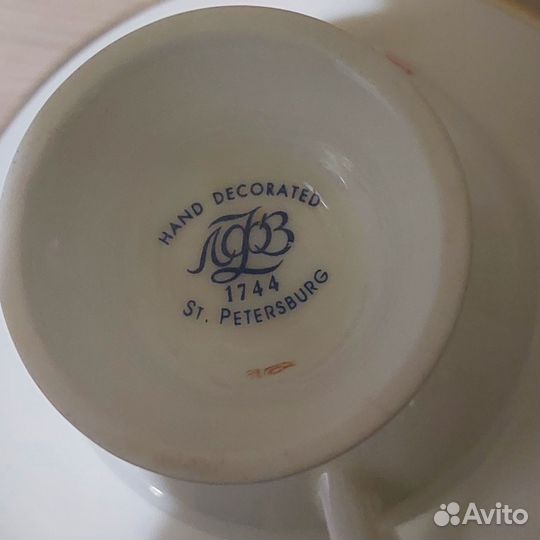 HAND DECORATED
ЛФЗ
1744
ST. PETERSBURG
Avito